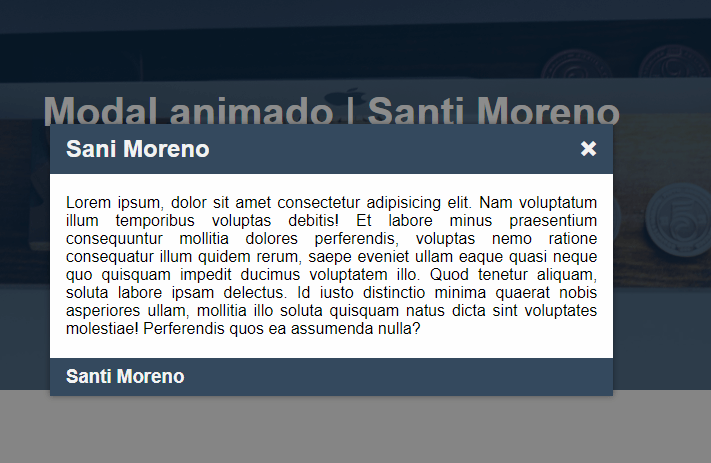 Modal animado | Santi Moreno
Sani Moreno
Lorem ipsum, dolor sit amet consectetur adipisicing elit. Nam voluptatum
illum temporibus voluptas debitis! Et labore minus praesentium
consequuntur mollitia dolores perferendis, voluptas nemo ratione
consequatur illum quidem rerum, saepe eveniet ullam eaque quasi neque
quo quisquam impedit ducimus voluptatem illo. Quod tenetur aliquam,
soluta labore ipsam delectus. Id iusto distinctio minima quaerat nobis
asperiores ullam, mollitia illo soluta quisquam natus dicta sint voluptates
molestiae! Perferendis quos ea assumenda nulla?
Santi Moreno